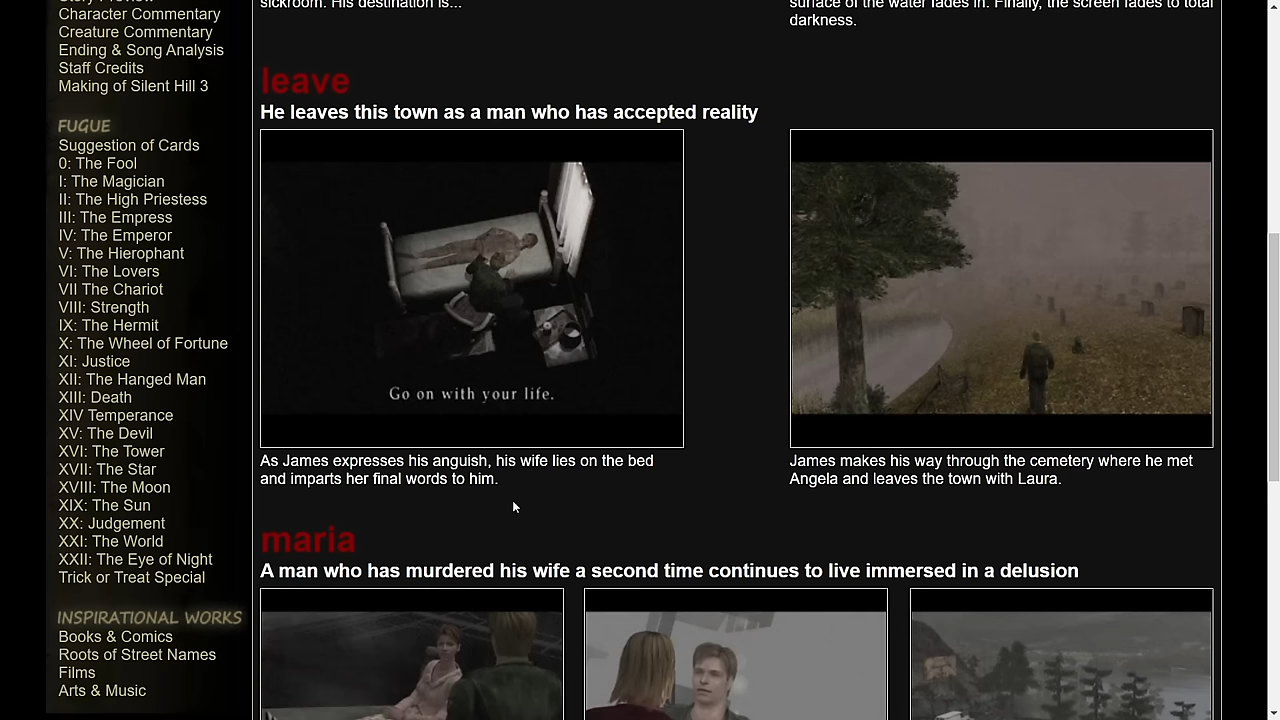 Character Commentary
Creature Commentary
Ending & Song Analysis
Staff Credits
Making of Silent Hill 3
FUGUE
Suggestion of Cards
0: The Fool
I: The Magician
II: The High Priestess
III: The Empress
IV: The Emperor
V: The Hierophant
VI: The Lovers
VII The Chariot
VIII: Strength
IX: The Hermit
X: The Wheel of Fortune
XI: Justice
XII: The Hanged Man
XIII: Death
XIV Temperance
XV: The Devil
XVI: The Tower
XVII: The Star
XVIII: The Moon
XIX: The Sun
XX: Judgement
XXI: The World
XXII: The Eye of Night
Trick or Treat Special
INSPIRATIONAL WORKS
Books & Comics
Roots of Street Names
Films
Arts & Music
sickroom. His destination is...
surface of the water fades in. Finally, the screen fades to total
darkness.
leave
He leaves this town as a man who has accepted reality
Go on with your life.
As James expresses his anguish, his wife lies on the bed
and imparts her final words to him.
James makes his way through the cemetery where he met
Angela and leaves the town with Laura.
maria
A man who has murdered his wife a second time continues to live immersed in a delusion